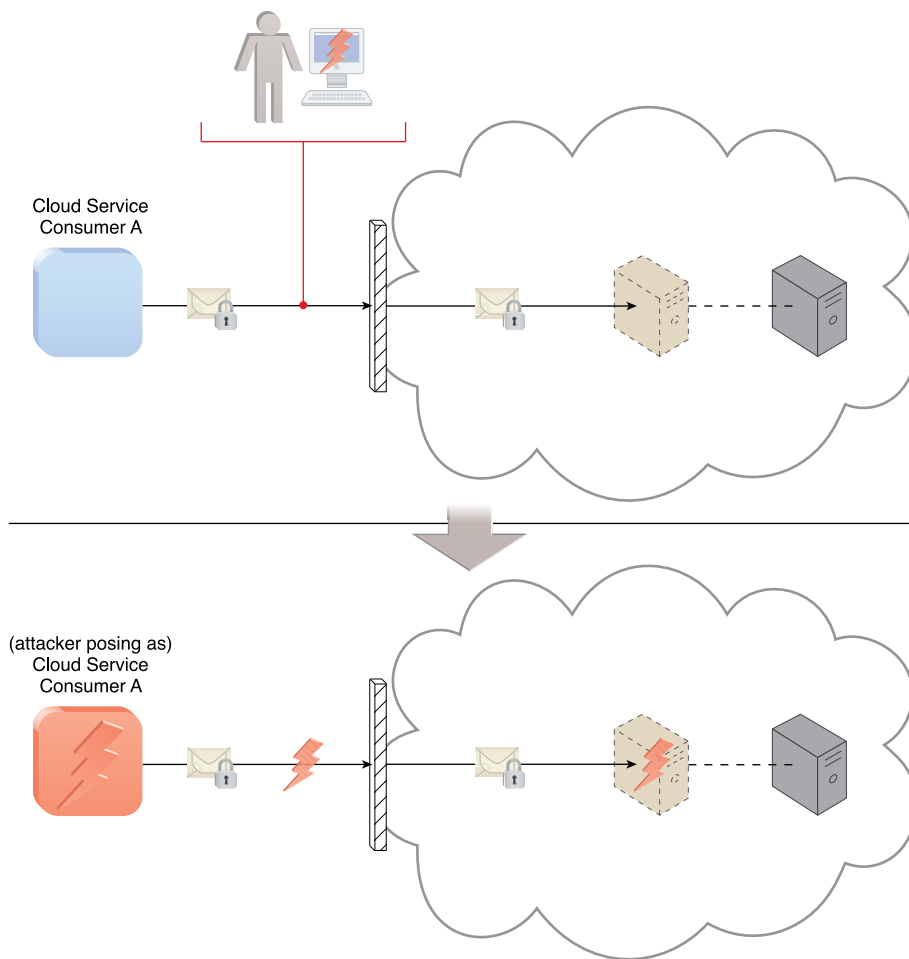 Cloud Service
Consumer A
(attacker posing as)
Cloud Service
Consumer A